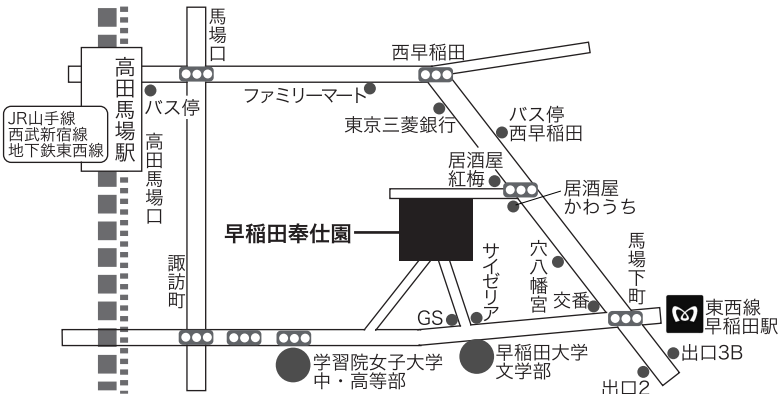 馬場口
西早稲田
高田馬場駅
JR山手線
西武新宿線
地下鉄東西線
バス停
高田馬場口
ファミリーマート
東京三菱銀行
バス停
西早稲田
居酒屋
紅梅
居酒屋
かわうち
早稲田奉仕園
諏訪町
サイゼリア
穴八幡宮
馬場下町
交番
GS
東西線
早稲田駅
学習院女子大学
中・高等部
早稲田大学
文学部
出口3B
出口2